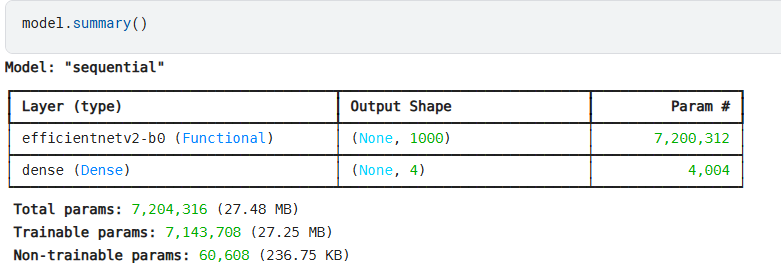 model.summary()
Model: "sequential"
Layer (type) Output Shape Param #
efficientnetv2-b0 (Functional) (None, 1000) 7,200,312
dense (Dense) (None, 4) 4,004
Total params: 7,204,316 (27.48 MB)
Trainable params: 7,143,708 (27.25 MB)
Non-trainable params: 60,608 (236.75 KB)